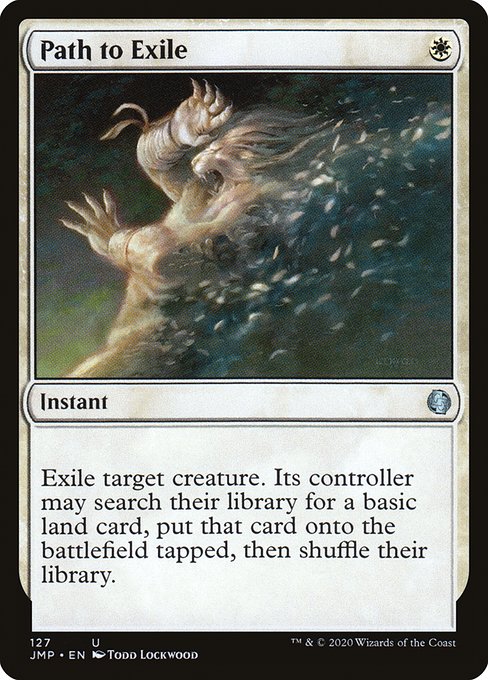 Path to Exile
Instant
Exile target creature. Its controller
may search their library for a basic
land card, put that card onto the
battlefield tapped, then shuffle their
library.
127 U
™ & © 2020 Wizards of the Coast
JMP • EN Todd Lockwood